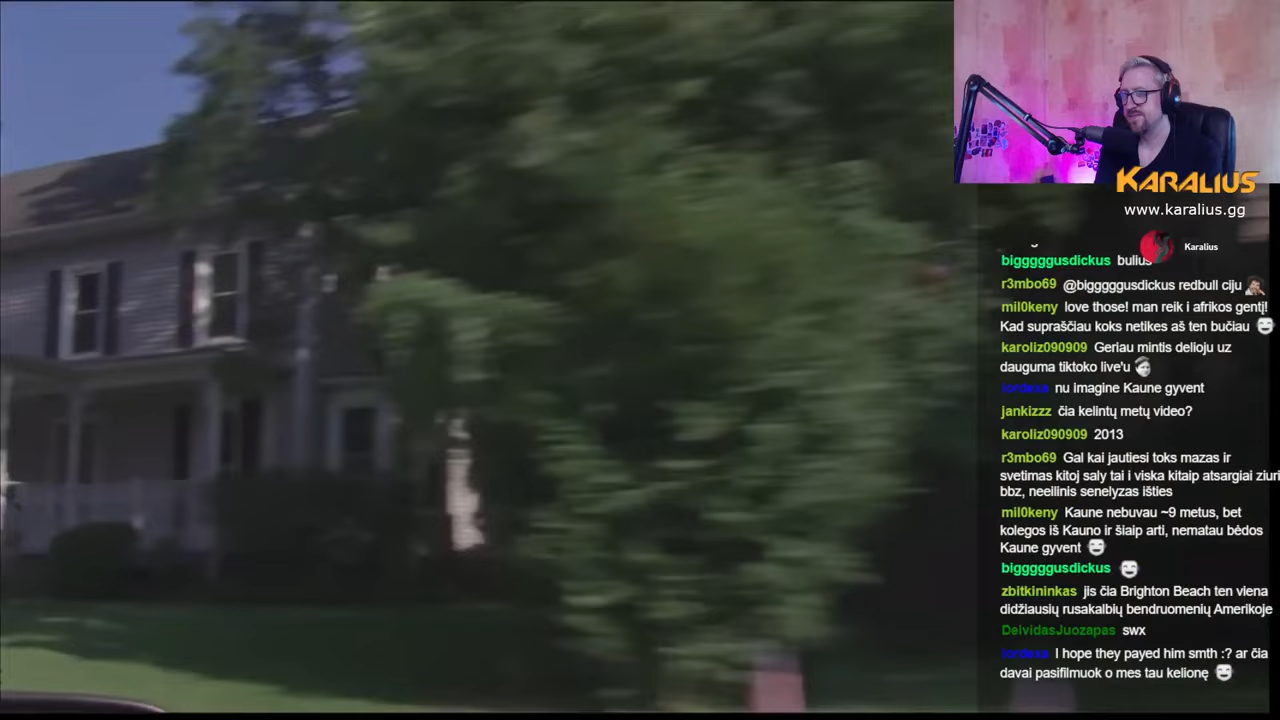 KARALIUS
www.karalius.gg
Karalius
bigggggusdickus bulius
r3mbo69 @bigggggusdickus redbull ciju
mil0keny love those! man reik i afrikos gentį!
Kad supraščiau koks netikes aš ten bučiau
karoliz090909 Geriau mintis delioju uz
dauguma tiktoko live'u
nu imagine Kaune gyvent
jankizzz čia kelintų metų video?
karoliz090909 2013
r3mbo69 Gal kai jautiesi toks mazas ir
svetimas kitoj saly tai i viska kitaip atsargiai ziuri
bbz, neeilinis senelyzas išties
mil0keny Kaune nebuvau ~9 metus, bet
kolegos iš Kauno ir šiaip arti, nematau bėdos
Kaune gyvent
bigggggusdickus
zbitkininkas jis čia Brighton Beach ten viena
didžiausių rusakalbių bendruomenių Amerikoje
DeividasJuozapas swx
I hope they payed him smth :? ar čia
davai pasifilmuok o mes tau kelionę